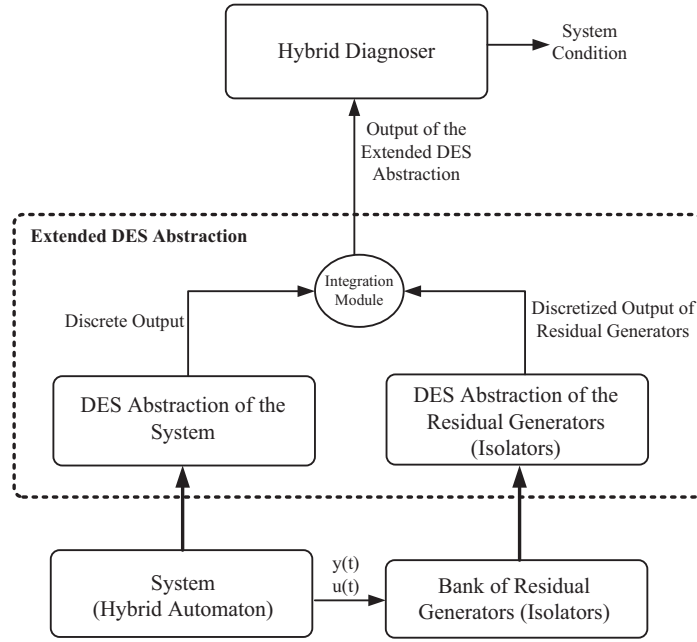 Hybrid Diagnoser
System
Condition
Output of the
Extended DES
Abstraction
Extended DES Abstraction
Integration
Module
Discrete Output
Discretized Output of
Residual Generators
DES Abstraction of the
System
DES Abstraction of the
Residual Generators
(Isolators)
System
(Hybrid Automaton)
y(t)
u(t)
Bank of Residual
Generators (Isolators)